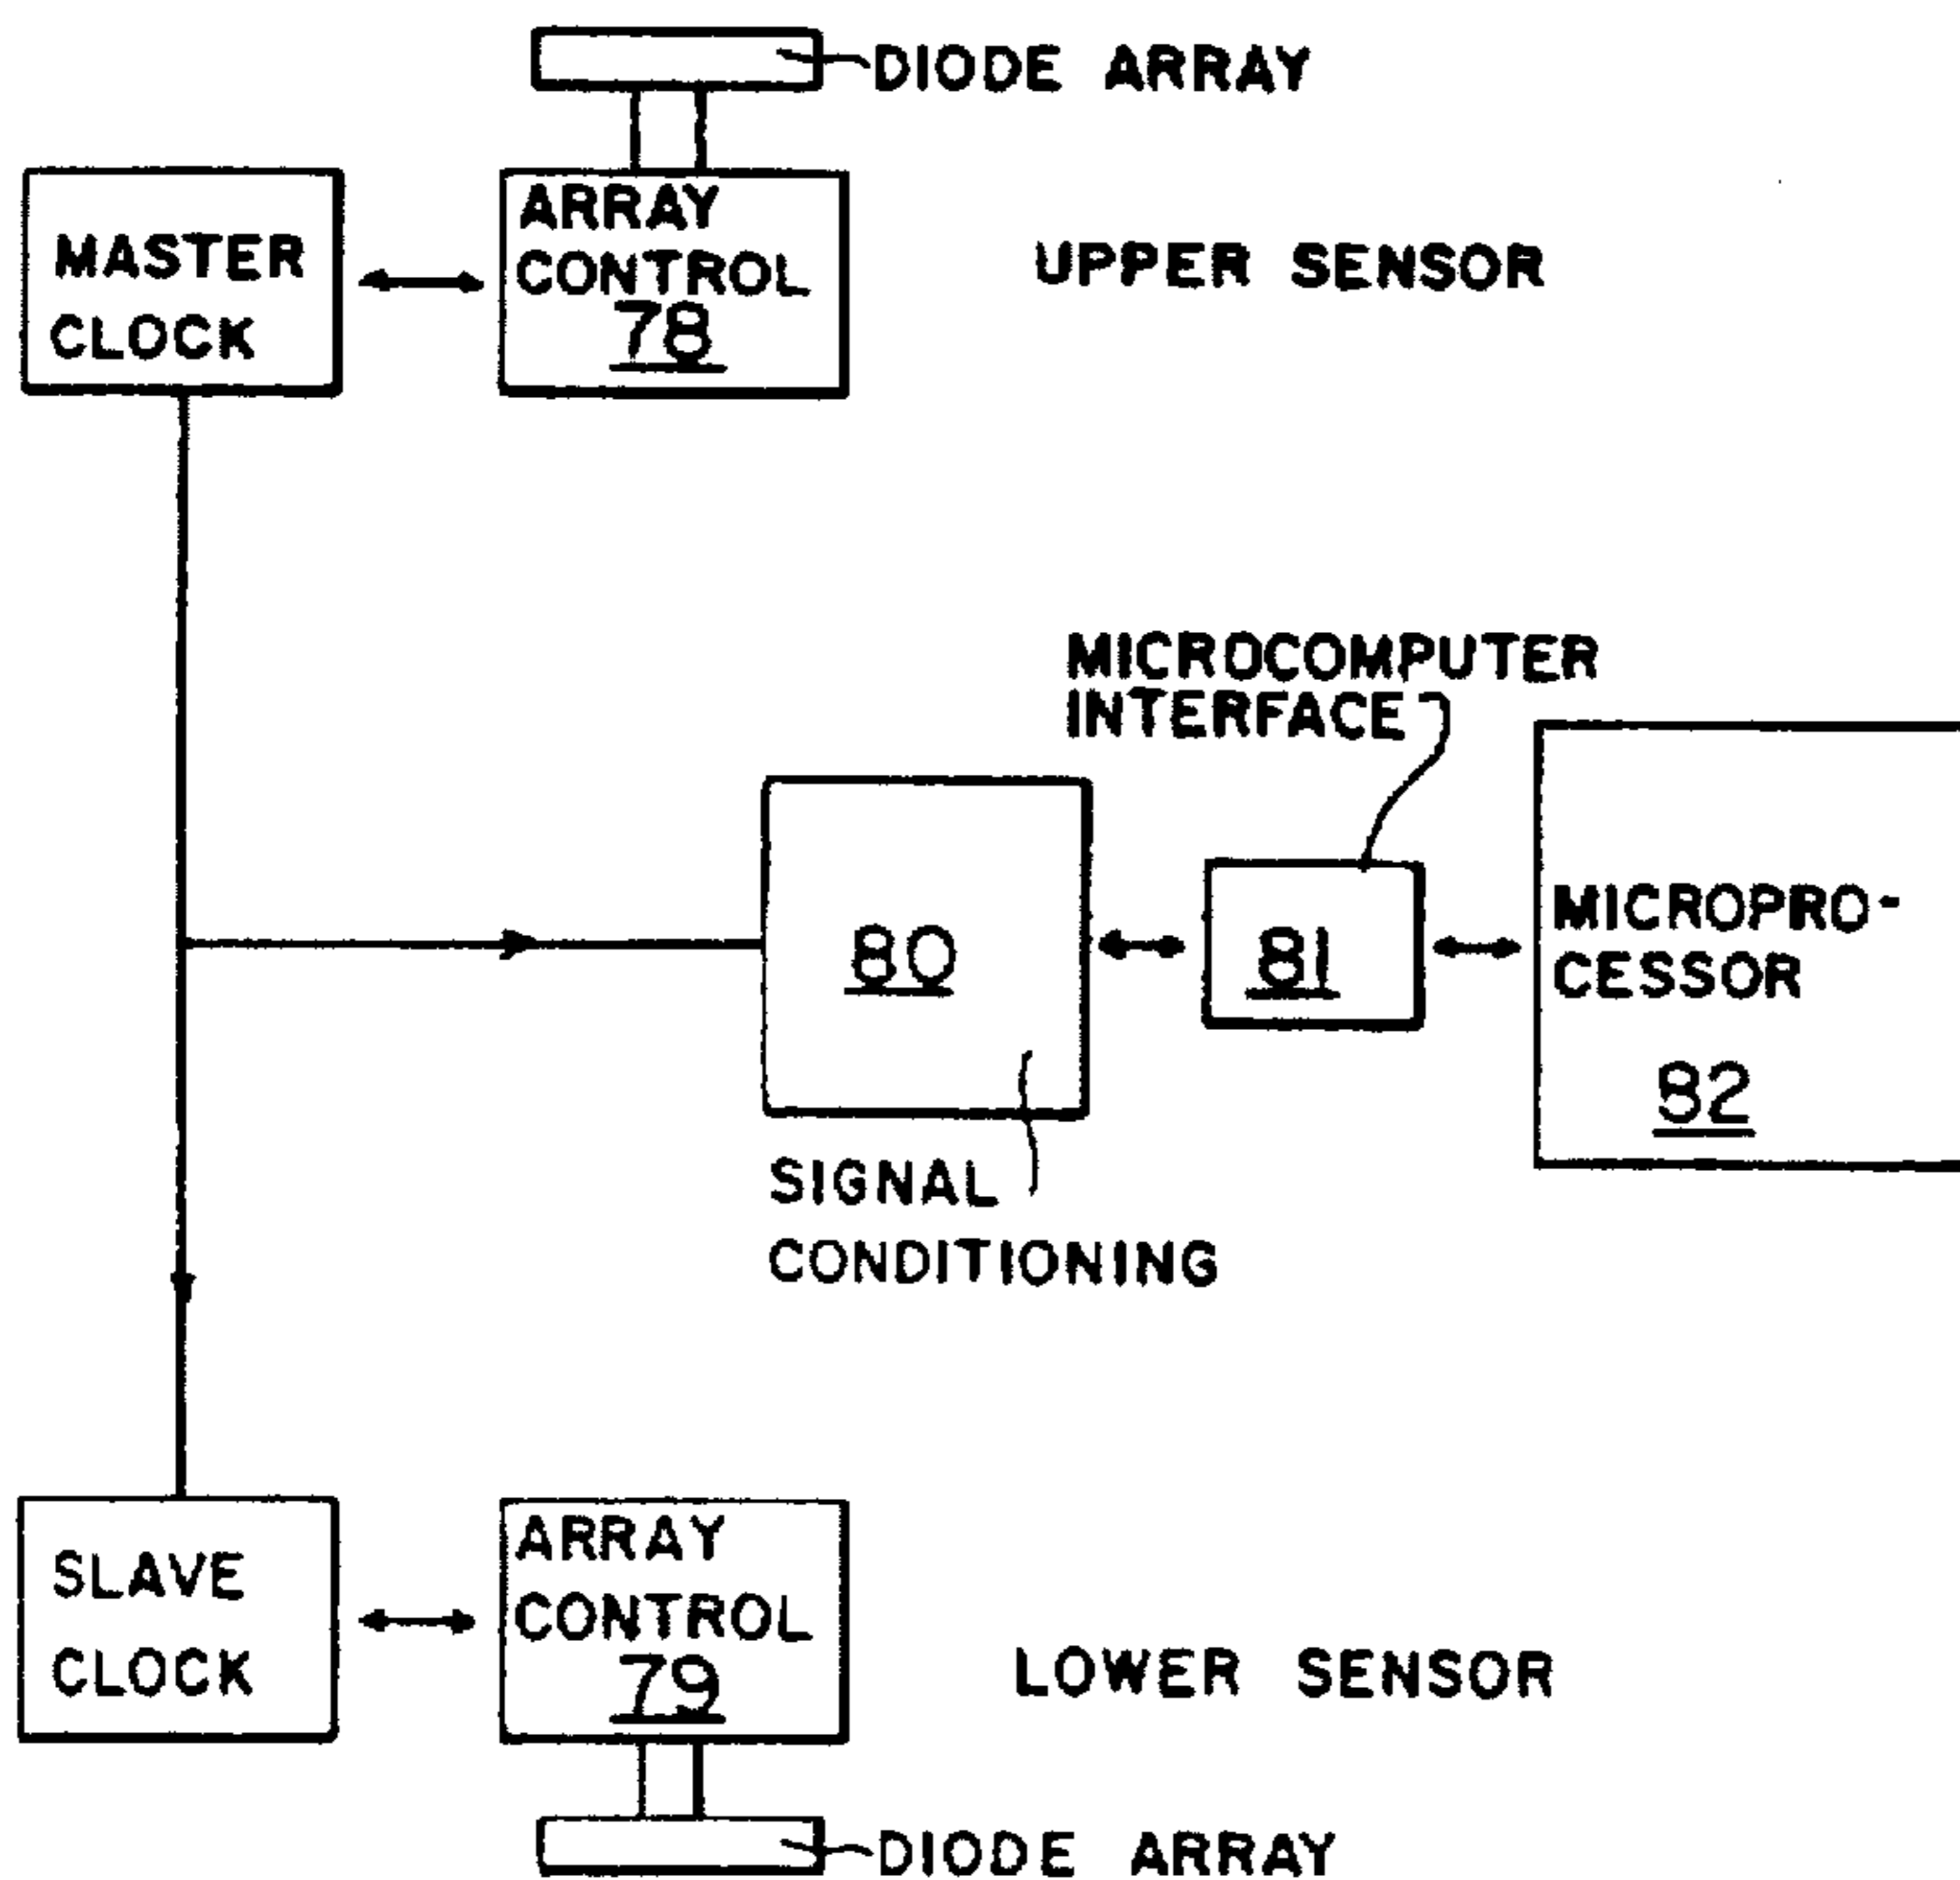 DIODE ARRAY
MASTER
CLOCK
ARRAY
CONTROL
78
UPPER SENSOR
MICROCOMPUTER
INTERFACE
80
81
MICROPRO-
CESSOR
82
SIGNAL
CONDITIONING
SLAVE
CLOCK
ARRAY
CONTROL
79
LOWER SENSOR
DIODE ARRAY